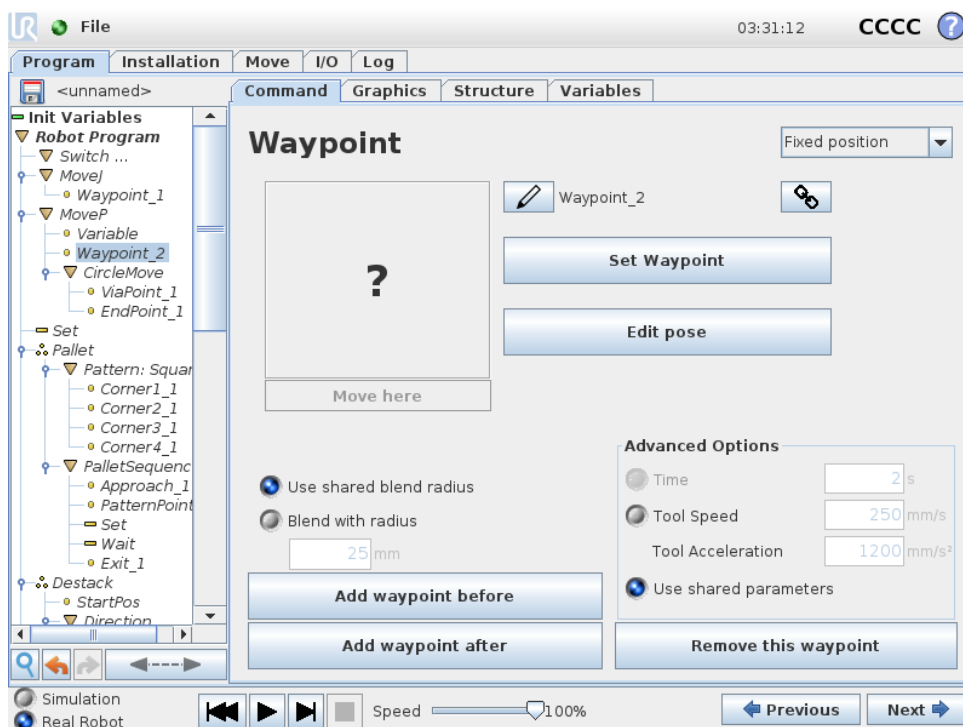 UR File 03:31:12 CCCC ?
Program Installation Move I/O Log
<unnamed> Command Graphics Structure Variables
Init Variables
Robot Program
Switch ...
MoveJ
Waypoint_1
MoveP
Variable
Waypoint_2
CircleMove
ViaPoint_1
EndPoint_1
Set
Pallet
Pattern: Squar
Corner1_1
Corner2_1
Corner3_1
Corner4_1
PalletSequenc
Approach_1
PatternPoint
Set
Wait
Exit_1
Destack
StartPos
Direction
Waypoint
Fixed position
?
Move here
Waypoint_2
Set Waypoint
Edit pose
Use shared blend radius
Blend with radius
25 mm
Advanced Options
Time 2 s
Tool Speed 250 mm/s
Tool Acceleration 1200 mm/s²
Use shared parameters
Add waypoint before
Add waypoint after
Remove this waypoint
Simulation
Real Robot
Speed 100%
Previous
Next